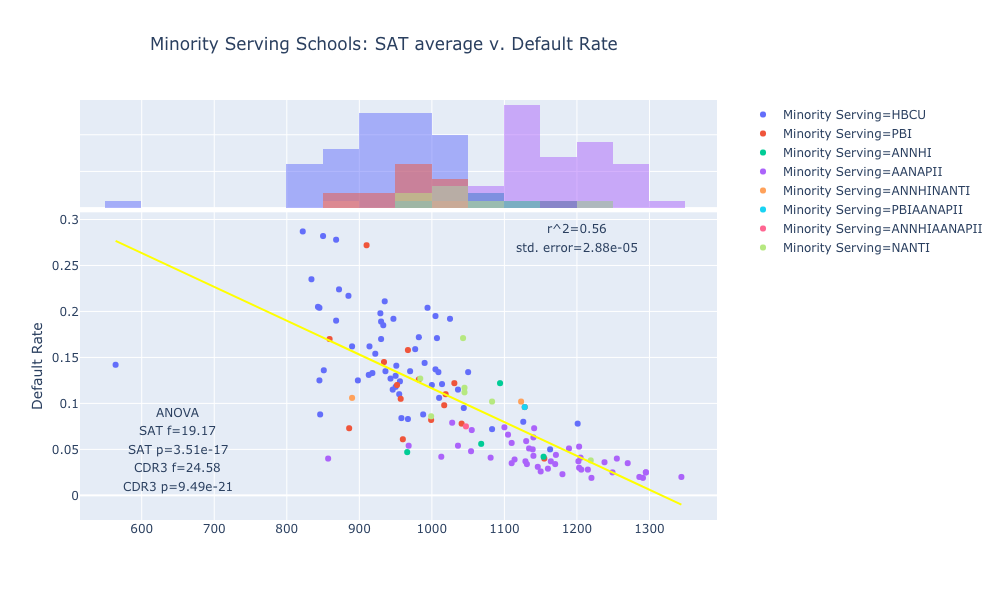 Minority Serving Schools: SAT average v. Default Rate
Minority Serving=HBCU
Minority Serving=PBI
Minority Serving=ANNHI
Minority Serving=AANAPII
Minority Serving=ANNHINANTI
Minority Serving=PBIAANAPII
Minority Serving=ANNHIAANAPII
Minority Serving=NANTI
0.3
0.25
0.2
0.15
0.1
0.05
0
Default Rate
r^2=0.56
std. error=2.88e-05
ANOVA
SAT f=19.17
SAT p=3.51e-17
CDR3 f=24.58
CDR3 p=9.49e-21
600 700 800 900 1000 1100 1200 1300